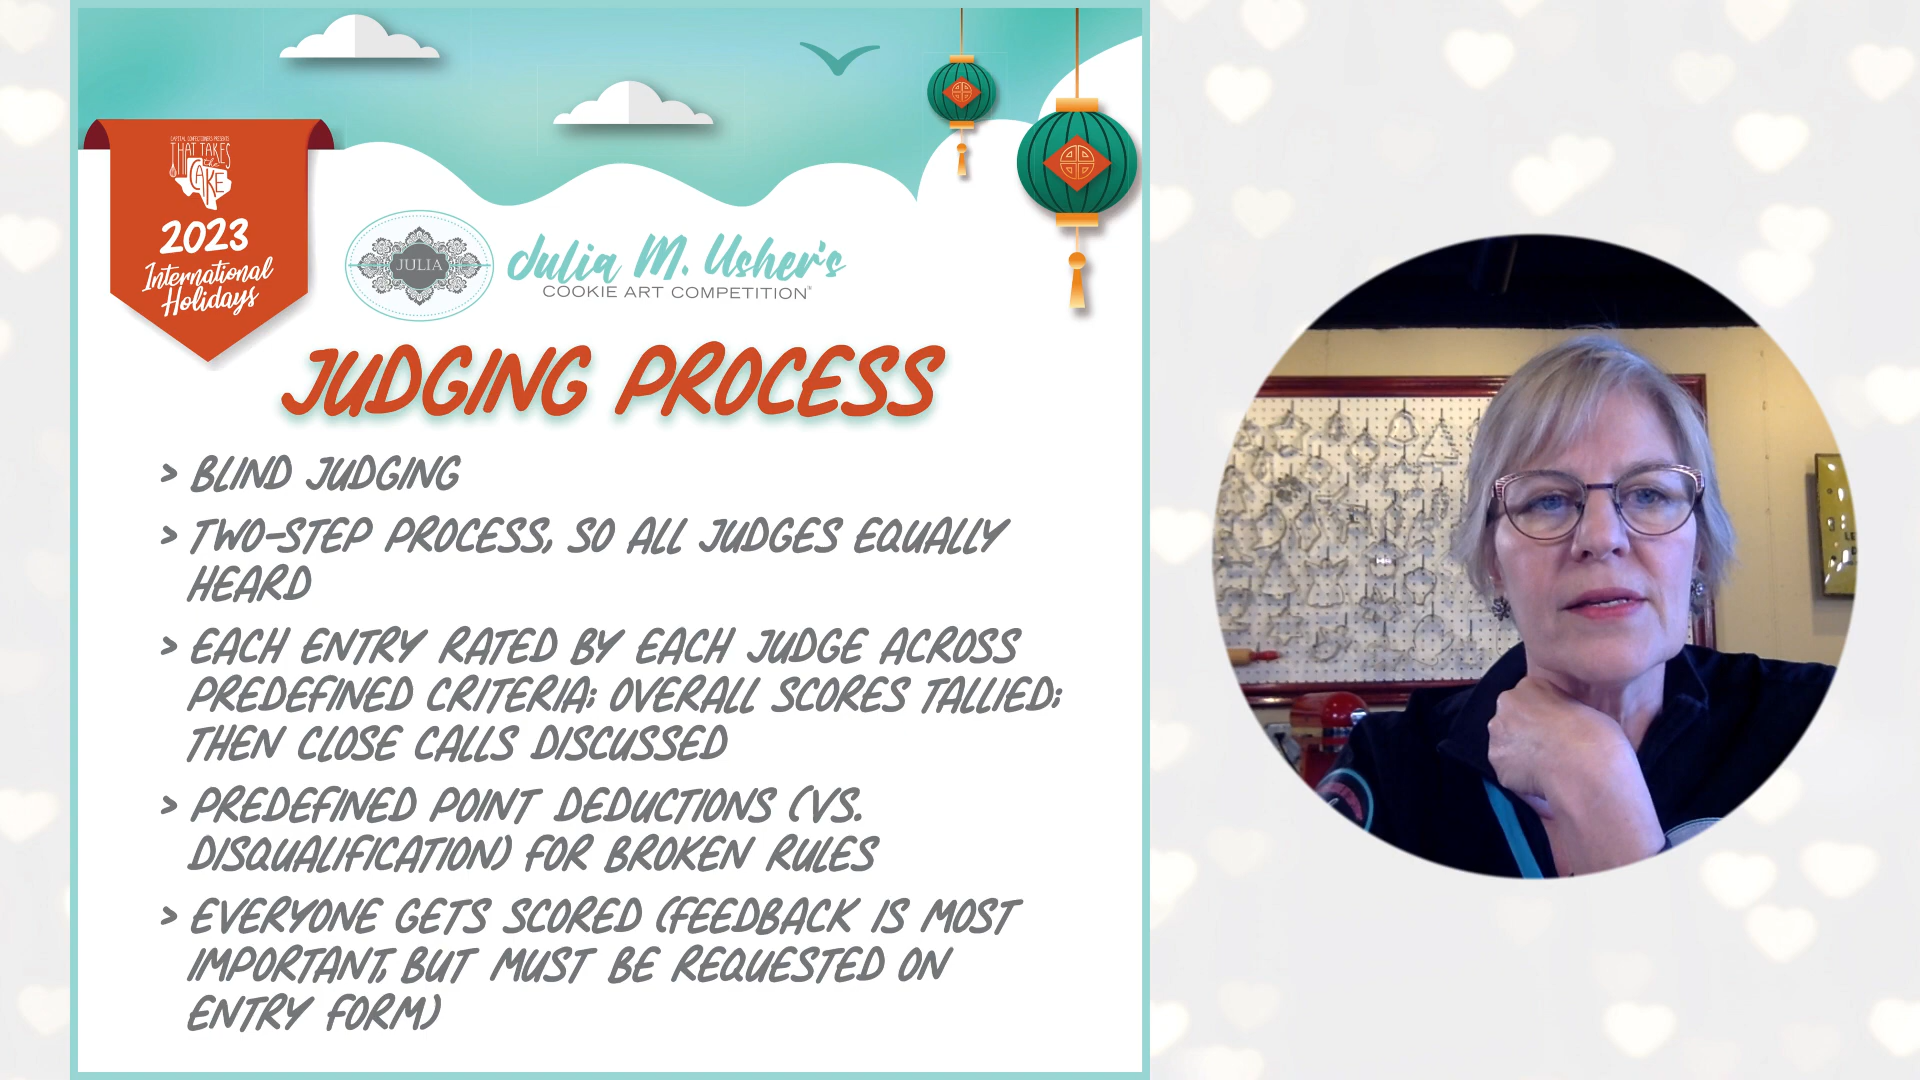 CAPITAL CONFECTIONERS PRESENTS
THAT TAKES
the
CAKE
2023
International
Holidays
JULIA
Julia M. Usher's
COOKIE ART COMPETITION®
JUDGING PROCESS
> BLIND JUDGING
> TWO-STEP PROCESS, SO ALL JUDGES EQUALLY
HEARD
> EACH ENTRY RATED BY EACH JUDGE ACROSS
PREDEFINED CRITERIA; OVERALL SCORES TALLIED;
THEN CLOSE CALLS DISCUSSED
> PREDEFINED POINT DEDUCTIONS (VS.
DISQUALIFICATION) FOR BROKEN RULES
> EVERYONE GETS SCORED (FEEDBACK IS MOST
IMPORTANT, BUT MUST BE REQUESTED ON
ENTRY FORM)